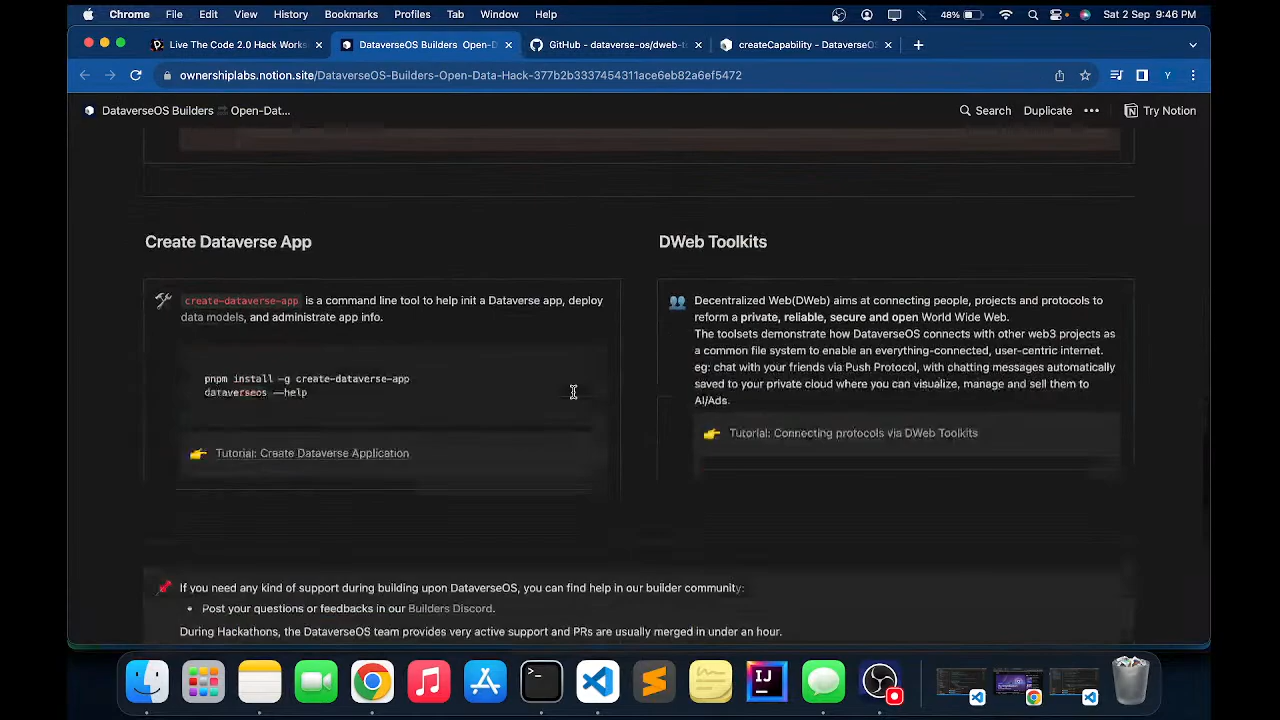 Chrome File Edit View History Bookmarks Profiles Tab Window Help 48% Sat 2 Sep 9:46 PM
Live The Code 2.0 Hack Works DataverseOS Builders Open-D GitHub - dataverse-os/dweb-t createCapability - DataverseOS
ownershiplabs.notion.site/DataverseOS-Builders-Open-Data-Hack-377b2b3337454311ace6eb82a6ef5472 Y
DataverseOS Builders Open-Dat... Search Duplicate Try Notion
Create Dataverse App
create-dataverse-app is a command line tool to help init a Dataverse app, deploy
data models, and administrate app info.
pnpm install -g create-dataverse-app
dataverseos --help
Tutorial: Create Dataverse Application
DWeb Toolkits
Decentralized Web(DWeb) aims at connecting people, projects and protocols to
reform a private, reliable, secure and open World Wide Web.
The toolsets demonstrate how DataverseOS connects with other web3 projects as
a common file system to enable an everything-connected, user-centric internet.
eg: chat with your friends via Push Protocol, with chatting messages automatically
saved to your private cloud where you can visualize, manage and sell them to
AI/Ads.
Tutorial: Connecting protocols via DWeb Toolkits
If you need any kind of support during building upon DataverseOS, you can find help in our builder community:
• Post your questions or feedbacks in our Builders Discord.
During Hackathons, the DataverseOS team provides very active support and PRs are usually merged in under an hour.
IJ